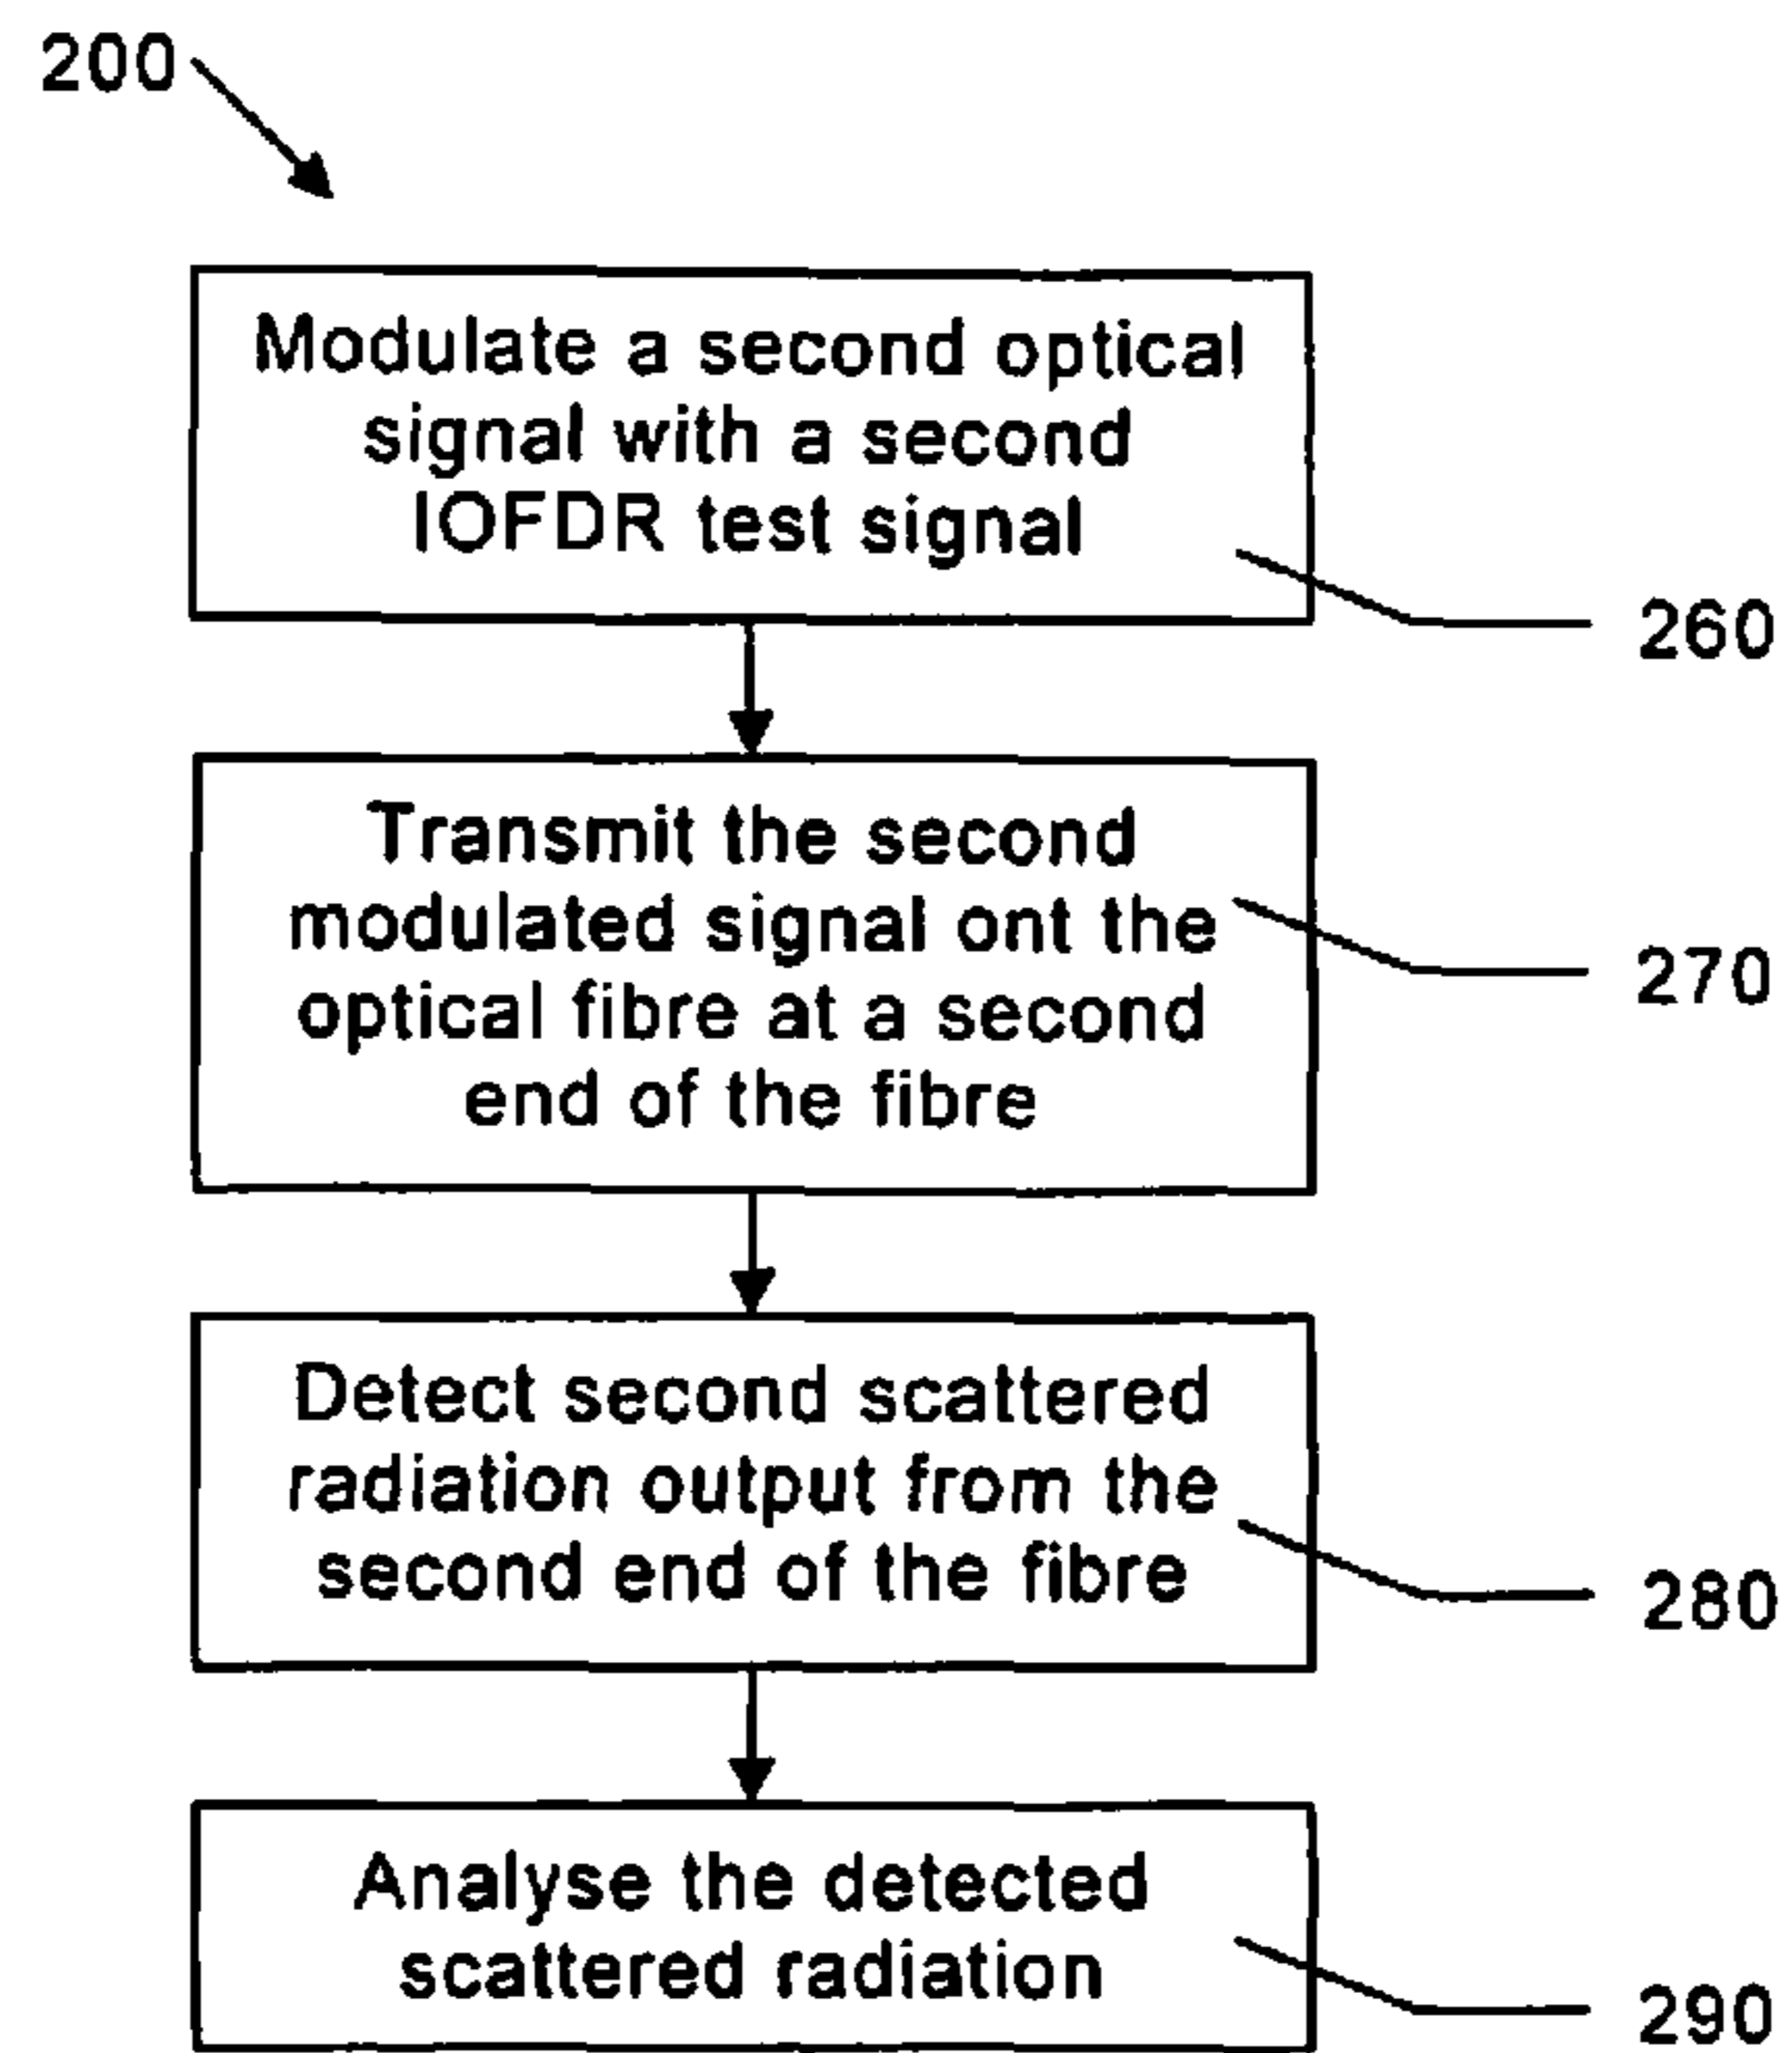 200
Modulate a second optical
signal with a second
IOFDR test signal
260
Transmit the second
modulated signal ont the
optical fibre at a second
end of the fibre
270
Detect second scattered
radiation output from the
second end of the fibre
280
Analyse the detected
scattered radiation
290